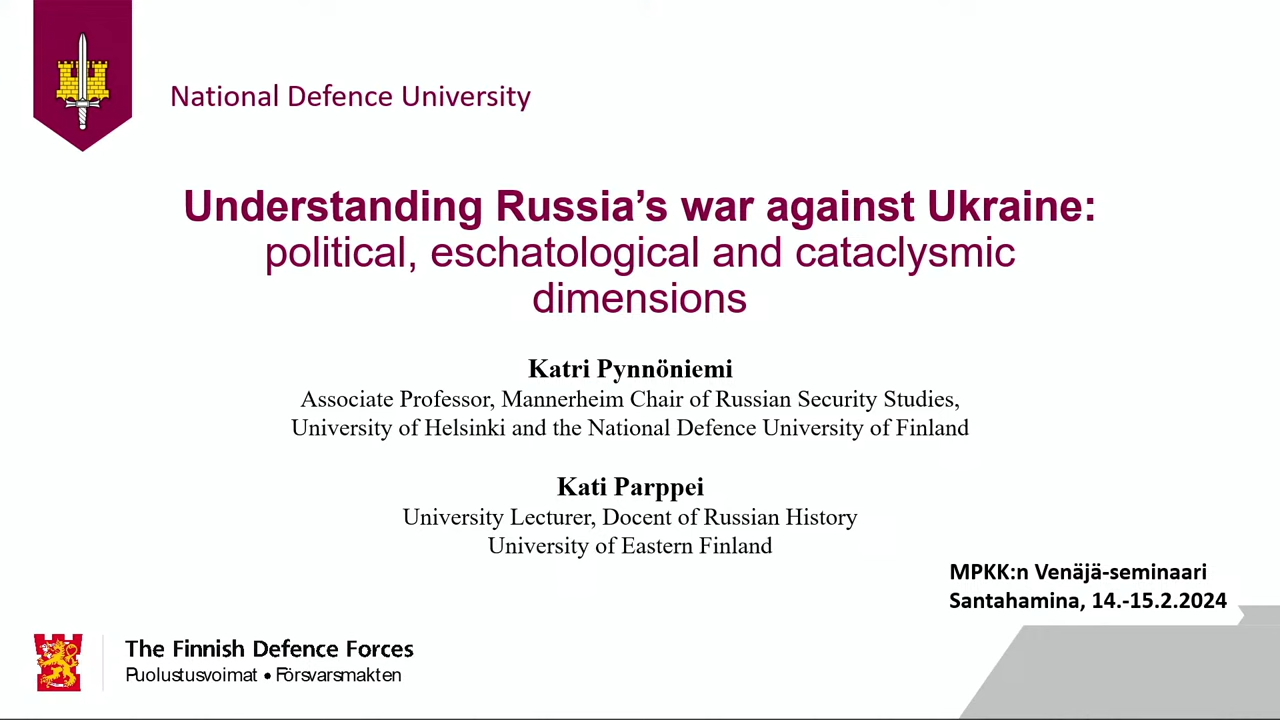 National Defence University
Understanding Russia’s war against Ukraine:
political, eschatological and cataclysmic
dimensions
Katri Pynnöniemi
Associate Professor, Mannerheim Chair of Russian Security Studies,
University of Helsinki and the National Defence University of Finland
Kati Parppei
University Lecturer, Docent of Russian History
University of Eastern Finland
MPKK:n Venäjä-seminaari
Santahamina, 14.-15.2.2024
The Finnish Defence Forces
Puolustusvoimat • Försvarsmakten